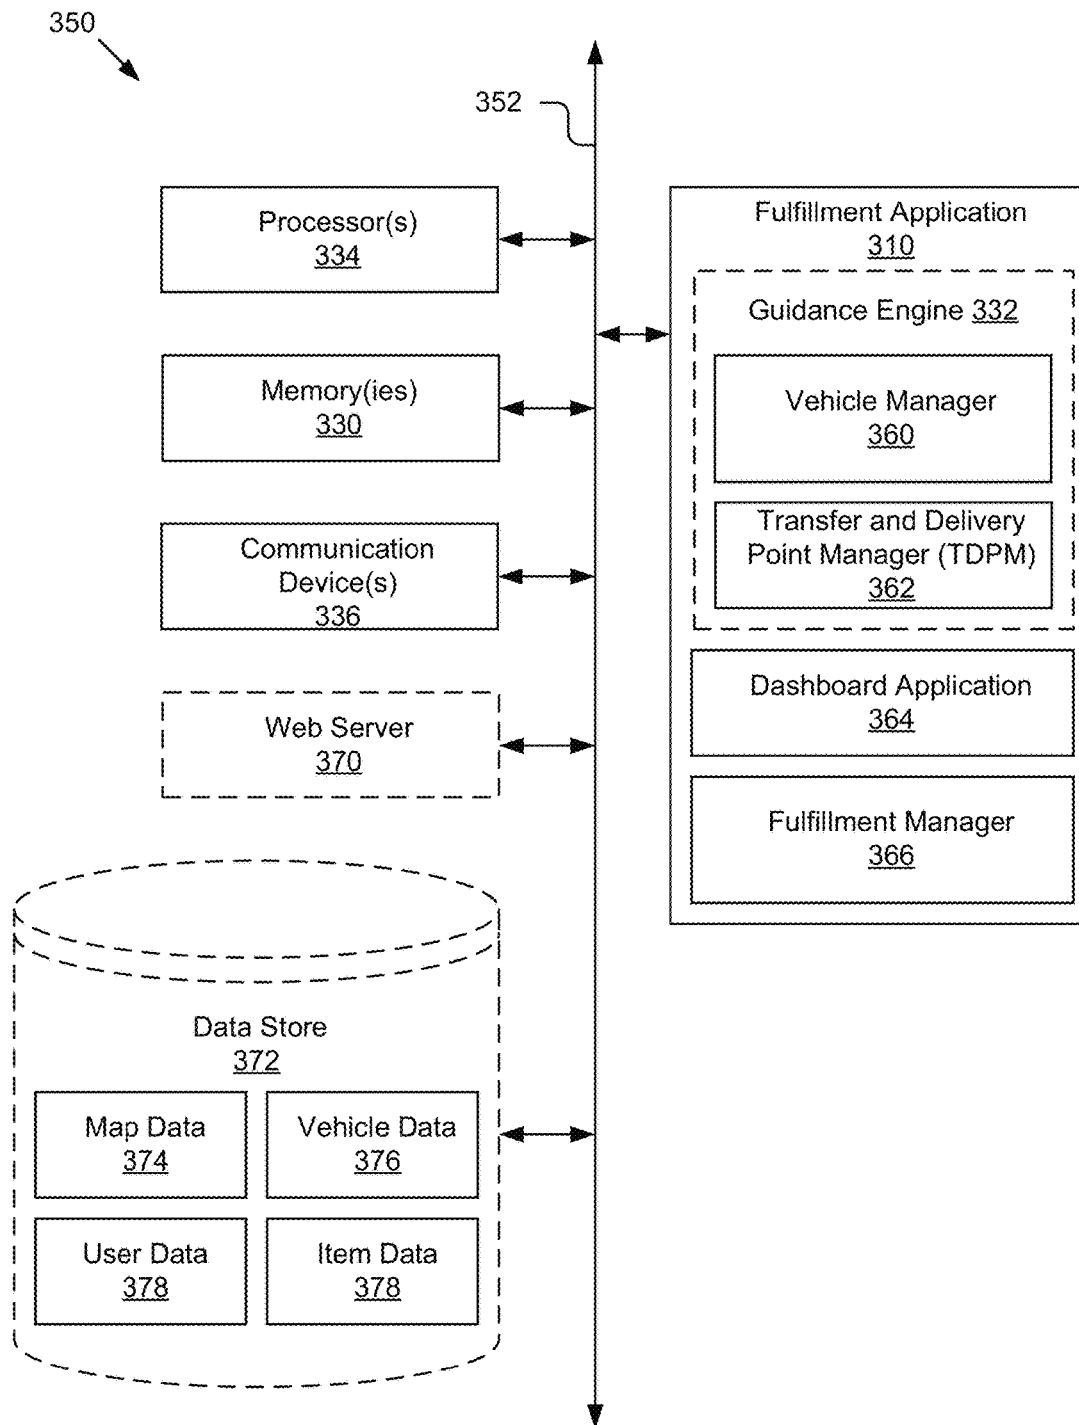 350
352
Processor(s)
334
Memory(ies)
330
Communication
Device(s)
336
Web Server
370
Data Store
372
Map Data
374
Vehicle Data
376
User Data
378
Item Data
378
Fulfillment Application
310
Guidance Engine 332
Vehicle Manager
360
Transfer and Delivery
Point Manager (TDPM)
362
Dashboard Application
364
Fulfillment Manager
366